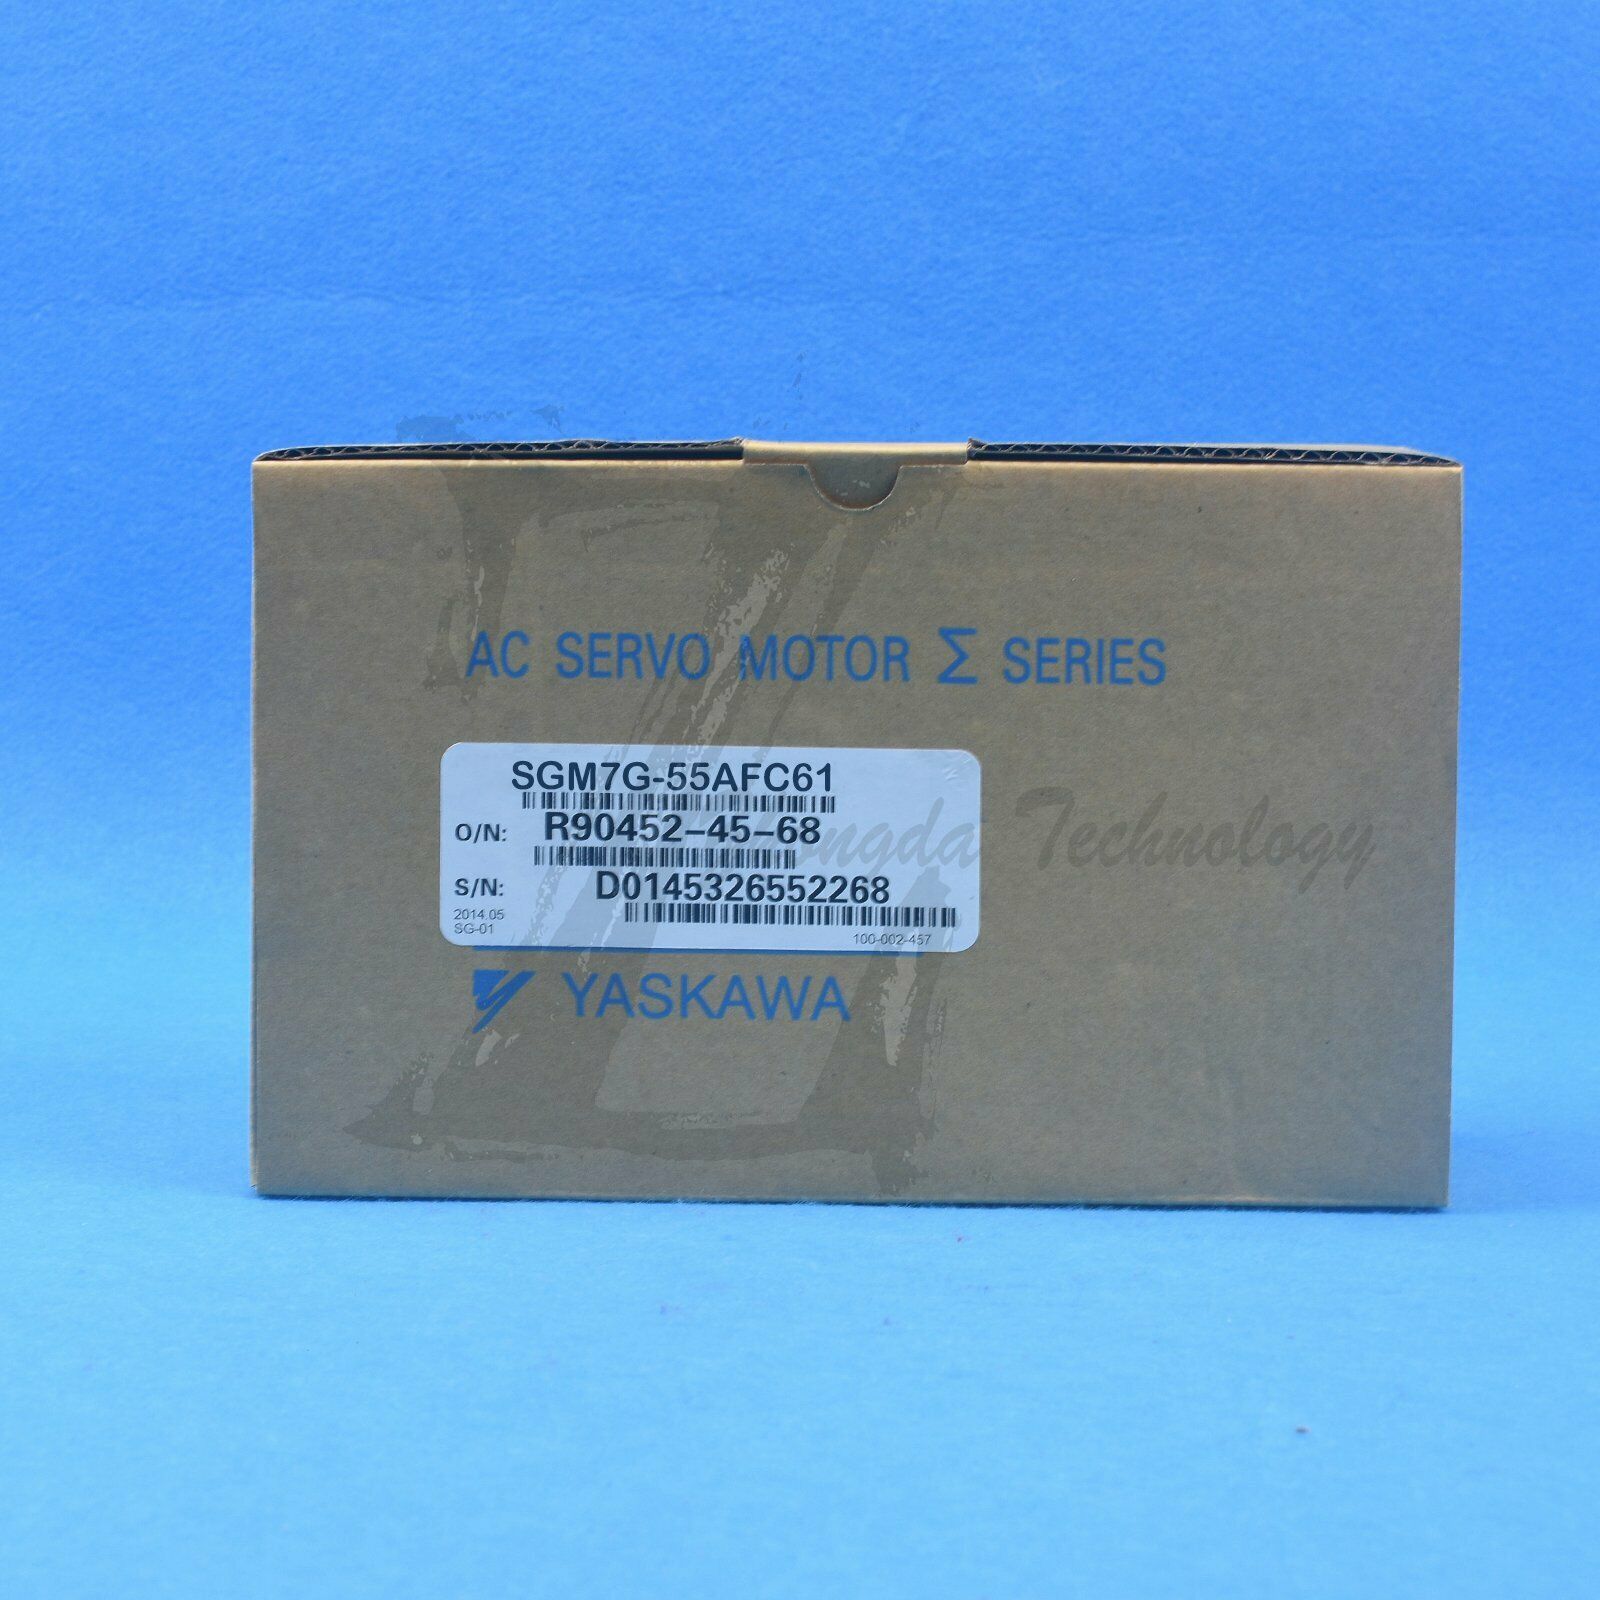 AC SERVO MOTOR Σ SERIES
SGM7G-55AFC61
O/N: R90452-45-68
S/N: D0145326552268
2014.05
SG-01
100-002-457
YASKAWA
Technology